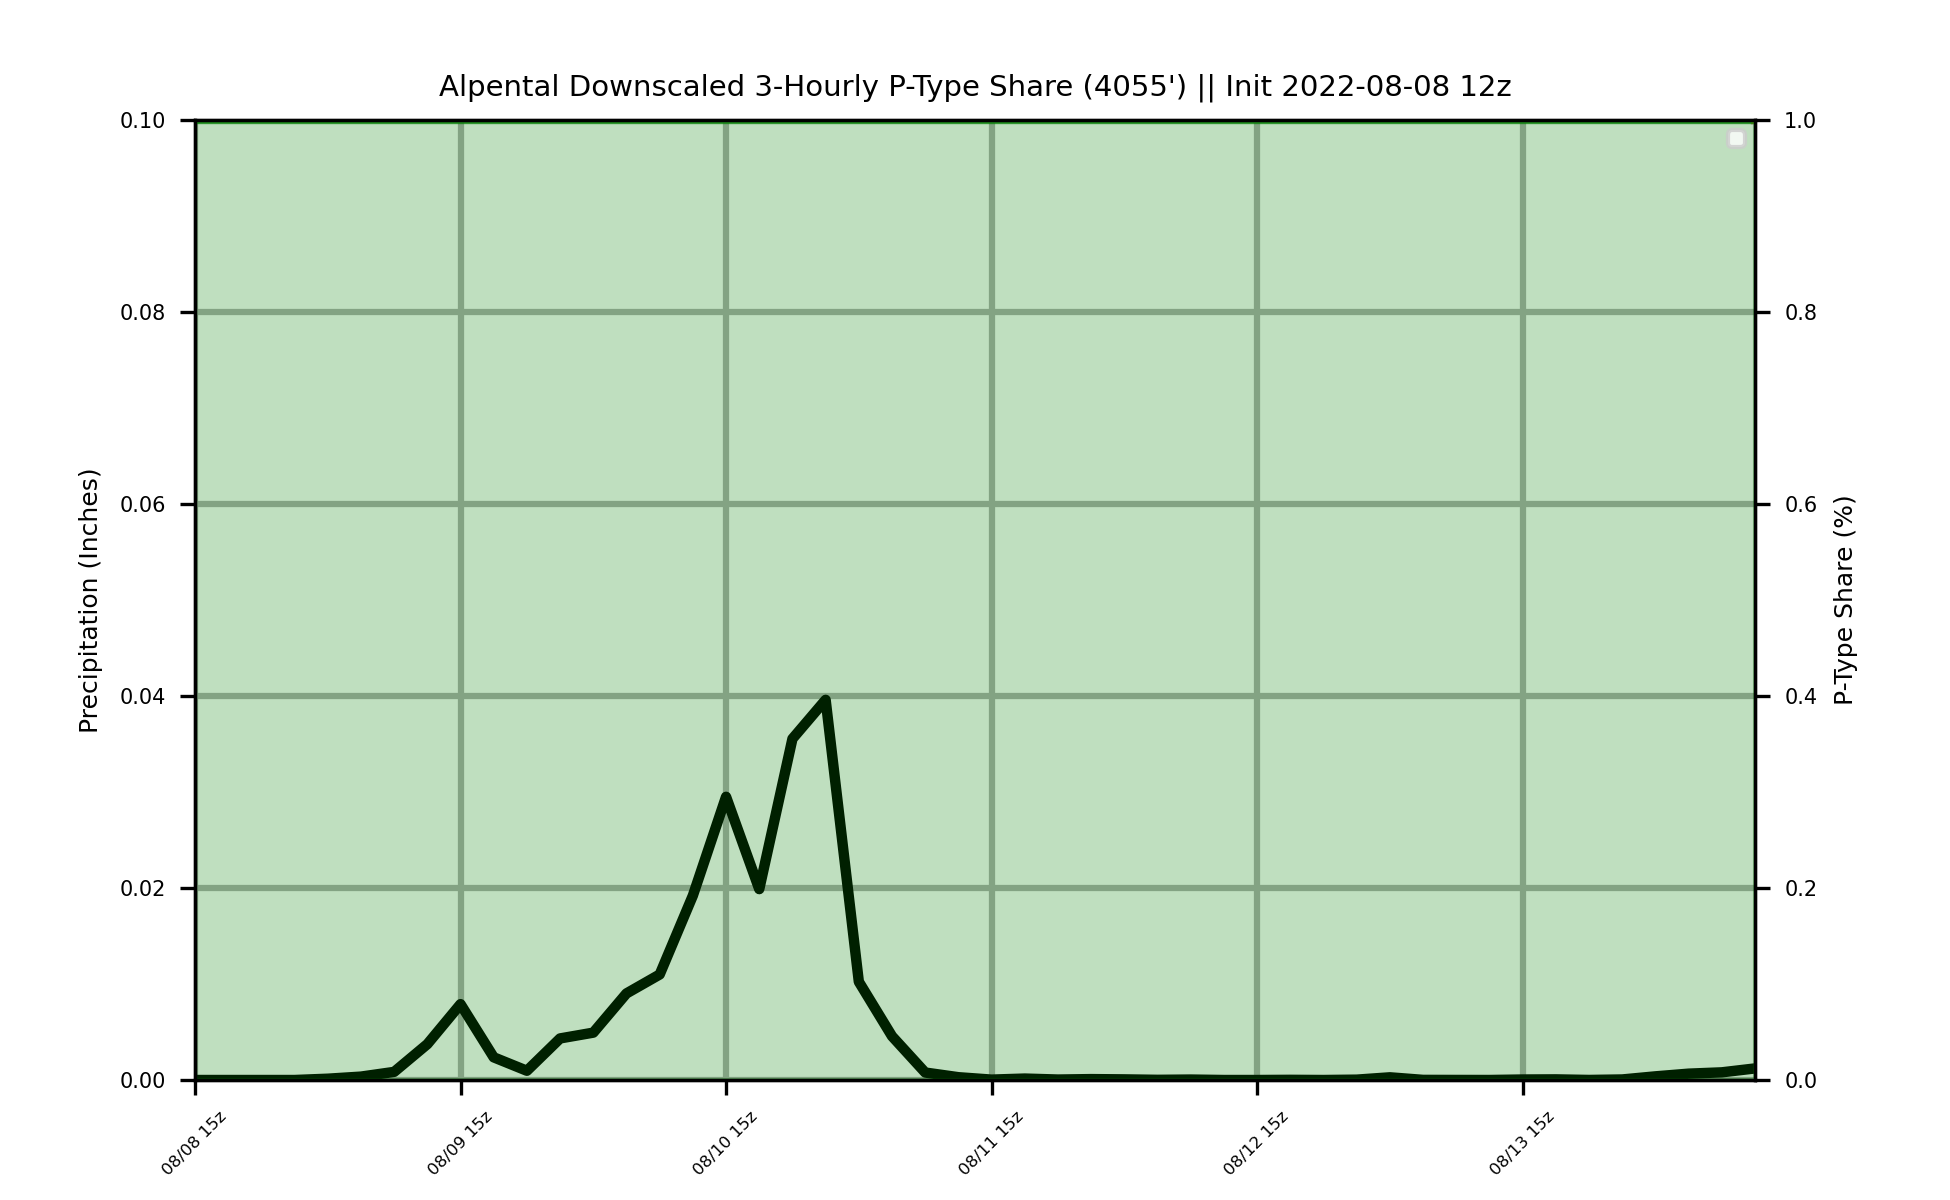 Alpental Downscaled 3-Hourly P-Type Share (4055') || Init 2022-08-08 12z
0.10
0.08
0.06
0.04
0.02
0.00
Precipitation (Inches)
1.0
0.8
0.6
0.4
0.2
0.0
P-Type Share (%)
08/08 15z
08/09 15z
08/10 15z
08/11 15z
08/12 15z
08/13 15z